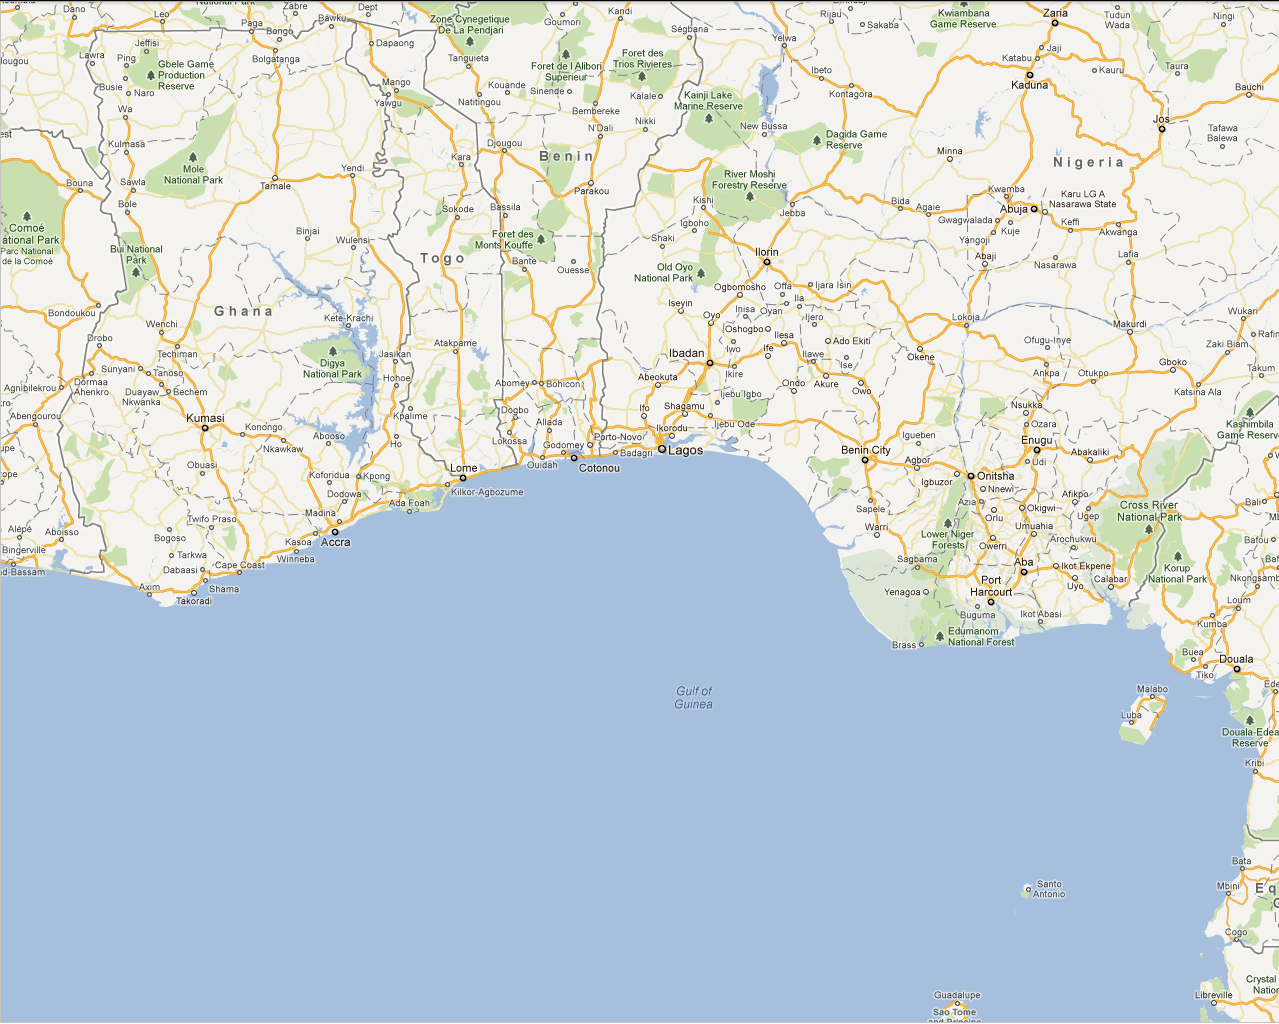 Dano
Leo
Paga
Zabre
Bongo
Bawku
Dept
Zone Cynegetique
De La Pendjari
Goumori
Kandi
Ségbana
Rijau
Sakaba
Kwiambana
Game Reserve
Zaria
Tudun
Wada
Ningi
Lawra
Jeffisi
Ping
Busie
Naro
Gbele Game
Production
Reserve
Bolgatanga
Dapaong
Tanguieta
Foret de l Alibori
Superieur
Foret des
Trois Rivieres
Yelwa
Ibeto
Kontagora
Katabu
Jaji
Kaduna
Kauru
Taura
Bauchi
Wa
Mango
Yawgu
Natitingou
Kouande
Sinende
Kalale
Bembereke
Kainji Lake
Marine Reserve
New Bussa
Dagida Game
Reserve
Jos
Tafawa
Balewa
Kulmasa
Mole
National Park
Sawla
Bole
Bouna
Tamale
Yendi
Kara
Djougou
N'Dali
Nikki
Benin
Parakou
Minna
Nigeria
River Moshi
Forestry Reserve
Kishi
Igboho
Jebba
Bida
Agaie
Kwamba
Abuja
Karu LG A
Nasarawa State
Gwagwalada
Kuje
Keffi
Akwanga
Yangoji
Abaji
Nasarawa
Lafia
Comoé
Parc National
de la Comoé
Bui National
Park
Binjai
Wulensi
Sokode
Bassila
Togo
Foret des
Monts Kouffe
Bante
Ouesse
Shaki
Old Oyo
National Park
Ilorin
Ogbomosho
Offa
Ijara Isin
Bondoukou
Ghana
Kete-Krachi
Wenchi
Techiman
Drobo
Iseyin
Oyo
Inisa
Oyan
Ila
Ijero
Oshogbo
Ilesa
Ado Ekiti
Lokoja
Ofugu-Inye
Makurdi
Wukari
Zaki Biam
Takum
Sunyani
Tanoso
Dormaa
Ahenkro
Duayaw
Nkwanka
Bechem
Digya
National Park
Jasikan
Hohoe
Atakpame
Abomey
Bohicon
Ibadan
Abeokuta
Iwo
Ife
Ikire
Ilawe
Ise
Akure
Ondo
Owo
Okene
Ankpa
Otukpo
Gboko
Katsina Ala
Agnibilekrou
Abengourou
Kumasi
Konongo
Nkawkaw
Abooso
Kpalime
Ho
Dogbo
Allada
Lokossa
Godomey
Ouidah
Cotonou
Porto-Novo
Badagri
Ifo
Shagamu
Ikorodu
Lagos
Ijebu Igbo
Ijebu Ode
Nsukka
Ozara
Kashimbila
Game Reserve
Obuasi
Koforidua
Kpong
Lome
Kilkor-Agbozume
Benin City
Igueben
Agbor
Igbuzor
Onitsha
Enugu
Udi
Abakaliki
Dodowa
Madina
Ada Foah
Accra
Nnewi
Azia
Orlu
Okigwi
Afikpo
Ugep
Cross River
National Park
Bali
Alépé
Aboisso
Bingerville
d-Bassam
Twifo Praso
Bogoso
Tarkwa
Dabaasi
Cape Coast
Kasoa
Winneba
Axim
Takoradi
Shama
Sapele
Warri
Lower Niger
Forests
Umuahia
Owerri
Arochukwu
Aba
Ikot Ekpene
Uyo
Calabar
Korup
National Park
Bafou
Nkongsamb
Sagbama
Yenagoa
Port
Harcourt
Buguma
Ikot Abasi
Loum
Kumba
Brass
Edumanom
National Forest
Buea
Tiko
Douala
Gulf of
Guinea
Malabo
Luba
Douala-Edea
Reserve
Kribi
Bata
Mbini
Santo
Antonio
Cogo
Libreville
Crystal
Guadalupe
Sao Tome
and Principe